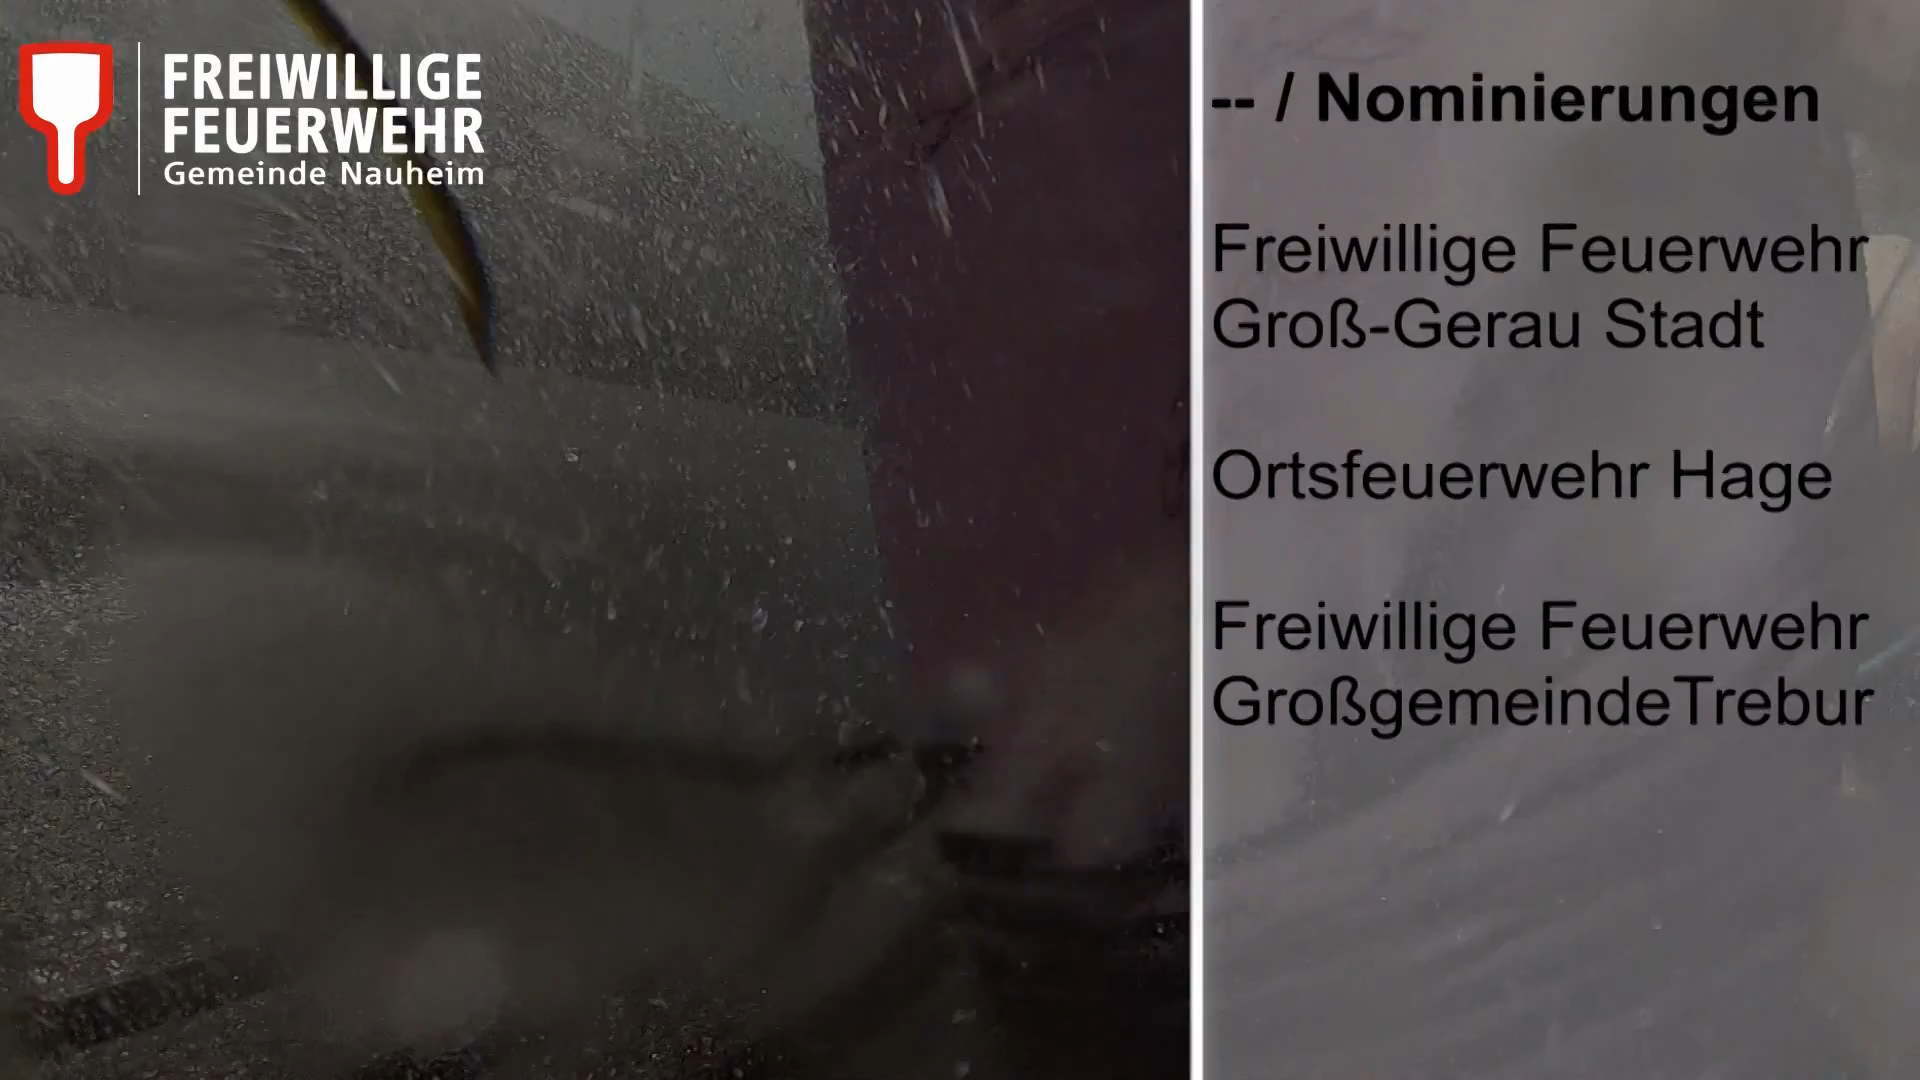 FREIWILLIGE
FEUERWEHR
Gemeinde Nauheim
-- / Nominierungen
Freiwillige Feuerwehr
Groß-Gerau Stadt
Ortsfeuerwehr Hage
Freiwillige Feuerwehr
GroßgemeindeTrebur